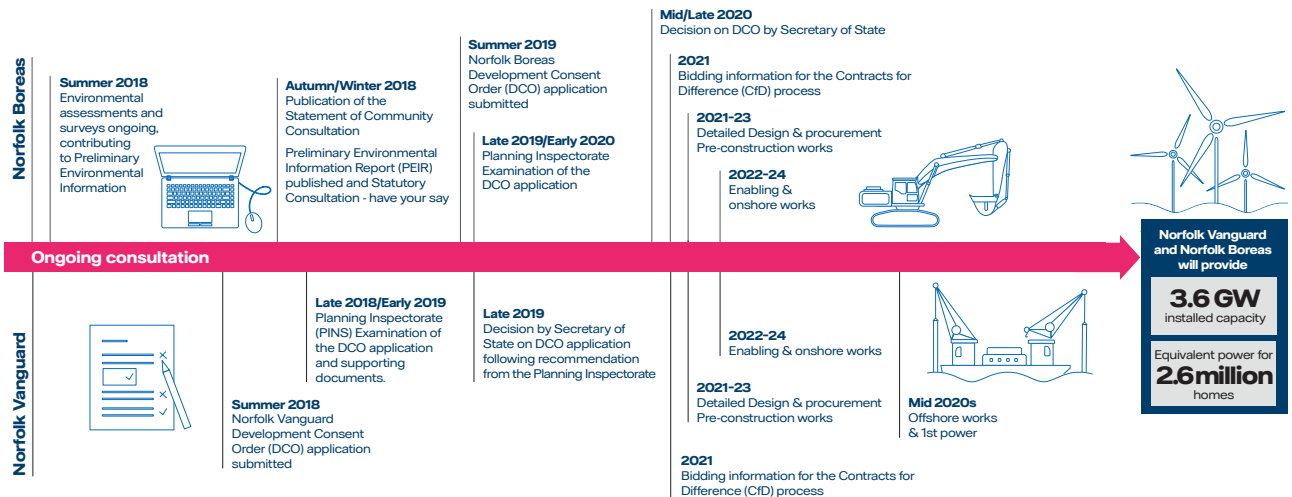 Norfolk Boreas
Summer 2018
Environmental
assessments and
surveys ongoing,
contributing
to Preliminary
Environmental
Information
Autumn/Winter 2018
Publication of the
Statement of Community
Consultation
Preliminary Environmental
Information Report (PEIR)
published and Statutory
Consultation - have your say
Summer 2019
Norfolk Boreas
Development Consent
Order (DCO) application
submitted
Late 2019/Early 2020
Planning Inspectorate
Examination of the
DCO application
Mid/Late 2020
Decision on DCO by Secretary of State
2021
Bidding information for the Contracts for
Difference (CfD) process
2021-23
Detailed Design & procurement
Pre-construction works
2022-24
Enabling &
onshore works
Ongoing consultation
Norfolk Vanguard
Summer 2018
Norfolk Vanguard
Development Consent
Order (DCO) application
submitted
Late 2018/Early 2019
Planning Inspectorate
(PINS) Examination of
the DCO application
and supporting
documents.
Late 2019
Decision by Secretary of
State on DCO application
following recommendation
from the Planning Inspectorate
2022-24
Enabling & onshore works
2021-23
Detailed Design & procurement
Pre-construction works
2021
Bidding information for the Contracts for
Difference (CfD) process
Mid 2020s
Offshore works
& 1st power
Norfolk Vanguard
and Norfolk Boreas
will provide
3.6 GW
installed capacity
Equivalent power for
2.6 million
homes